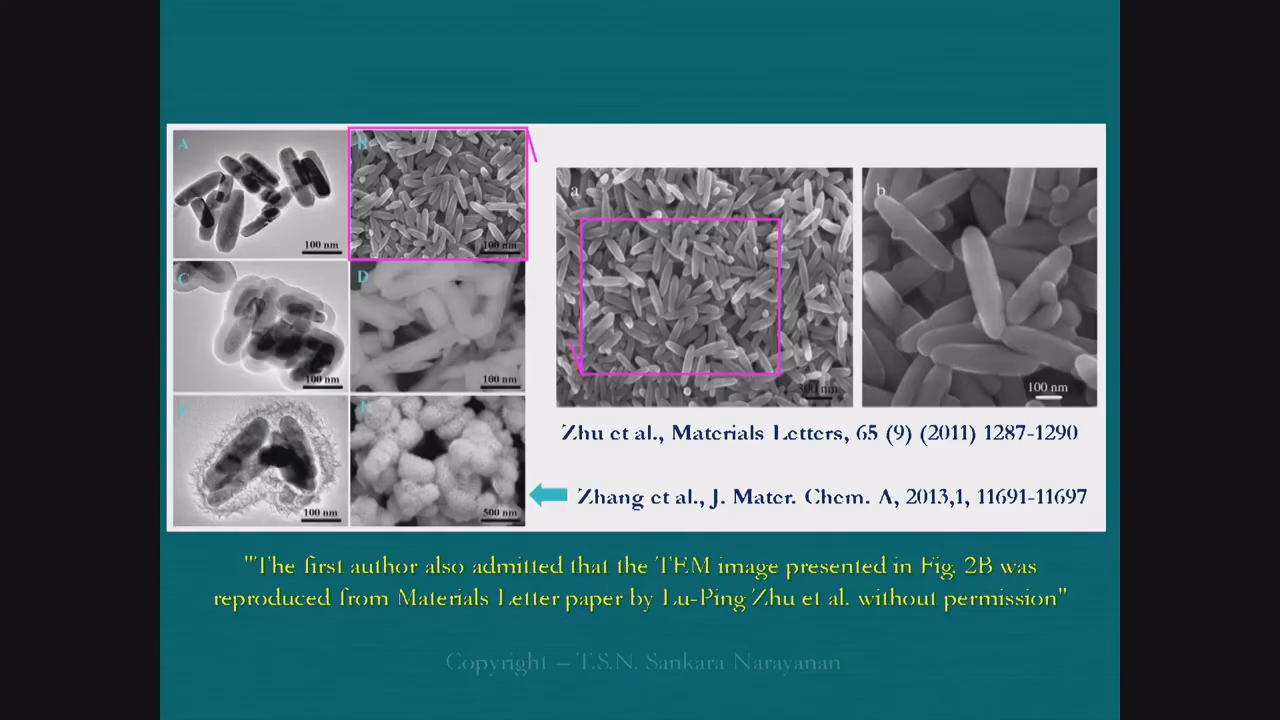 A
B
100 nm
100 nm
C
D
100 nm
100 nm
E
F
100 nm
500 nm
a
b
300 nm
100 nm
Zhu et al., Materials Letters, 65 (9) (2011) 1287-1290
Zhang et al., J. Mater. Chem. A, 2013,1, 11691-11697
"The first author also admitted that the TEM image presented in Fig. 2B was
reproduced from Materials Letter paper by Lu-Ping Zhu et al. without permission"
Copyright – T.S.N. Sankara Narayanan